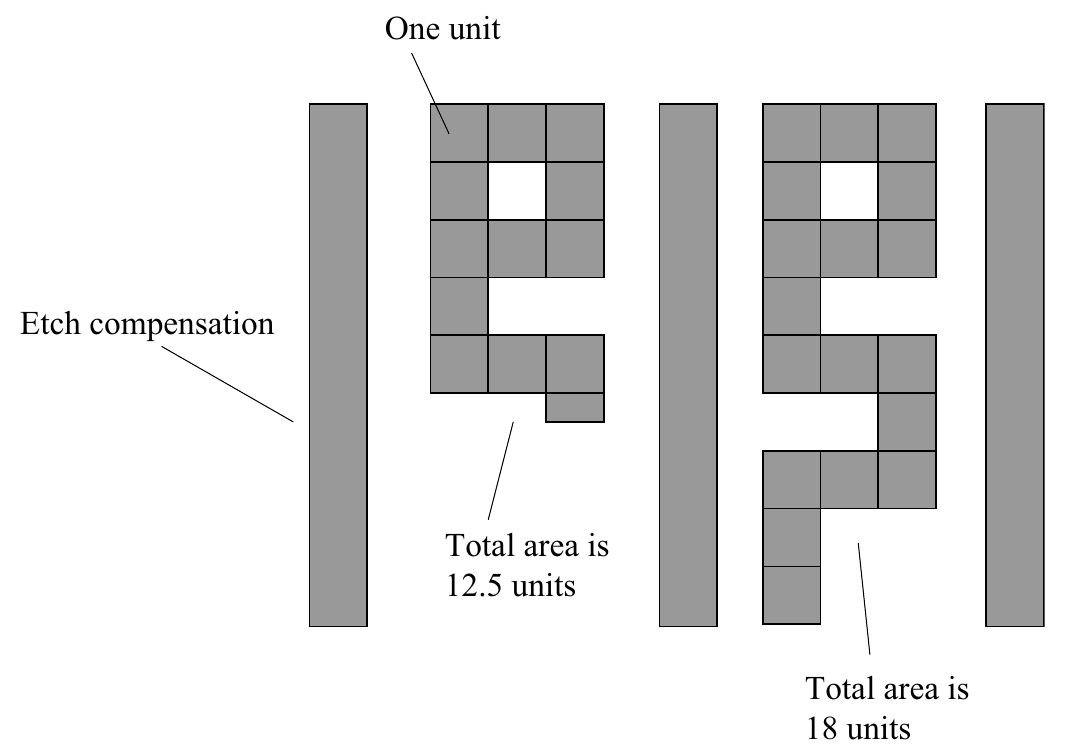 One unit
Etch compensation
Total area is
12.5 units
Total area is
18 units